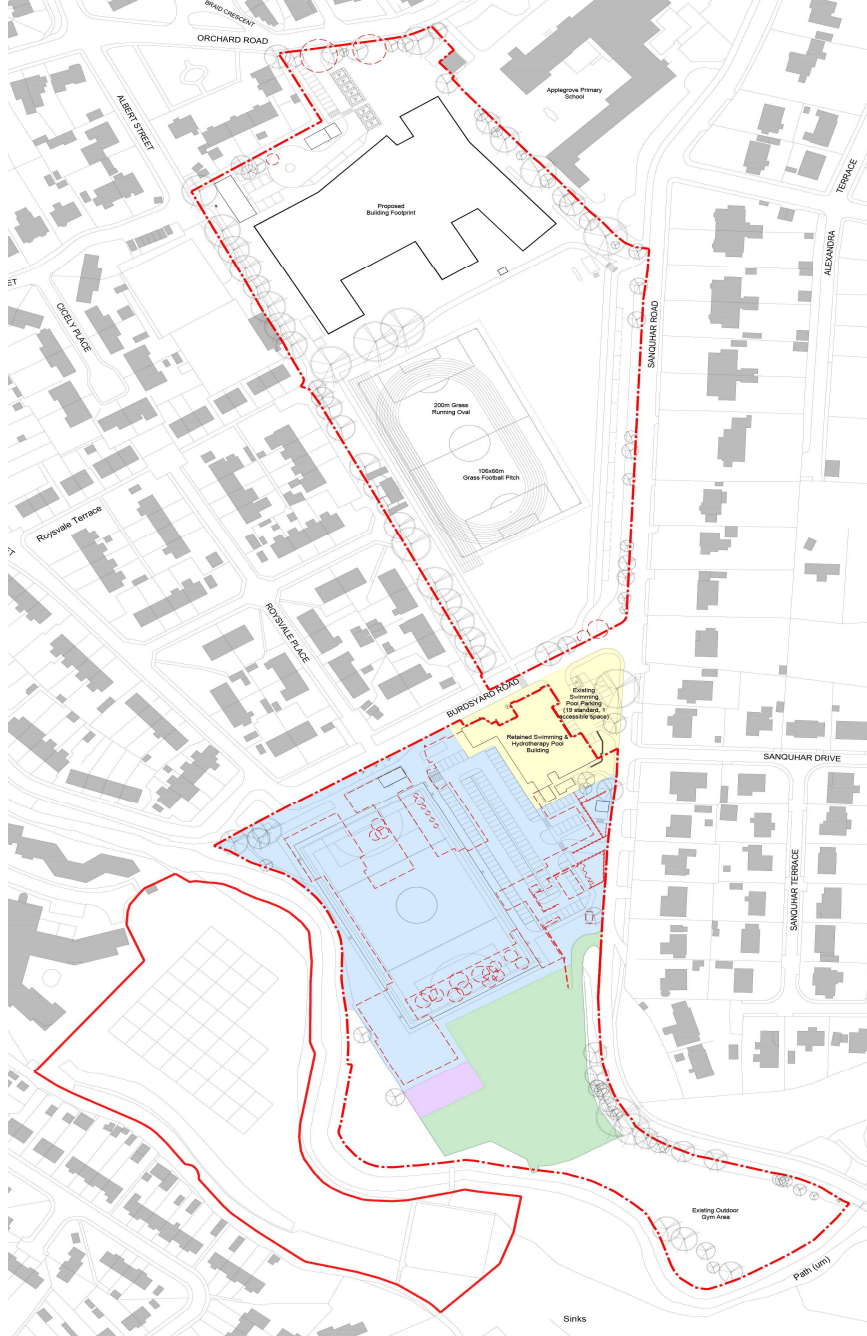 BRAID CRESCENT
ORCHARD ROAD
Applegrove Primary
School
ALBERT STREET
TERRACE
Proposed
Building Footprint
ALEXANDRA
ET
CICELY PLACE
SANQUHAR ROAD
200m Grass
Running Oval
106x66m
Grass Football Pitch
Roysvale Terrace
ET
ROYSVALE PLACE
BURDSYARD ROAD
Existing
Swimming
Pool Parking
(19 standard, 1
accessible space)
Retained Swimming &
Hydrotherapy Pool
Building
SANQUHAR DRIVE
SANQUHAR TERRACE
Existing Outdoor
Gym Area
Path (um)
Sinks